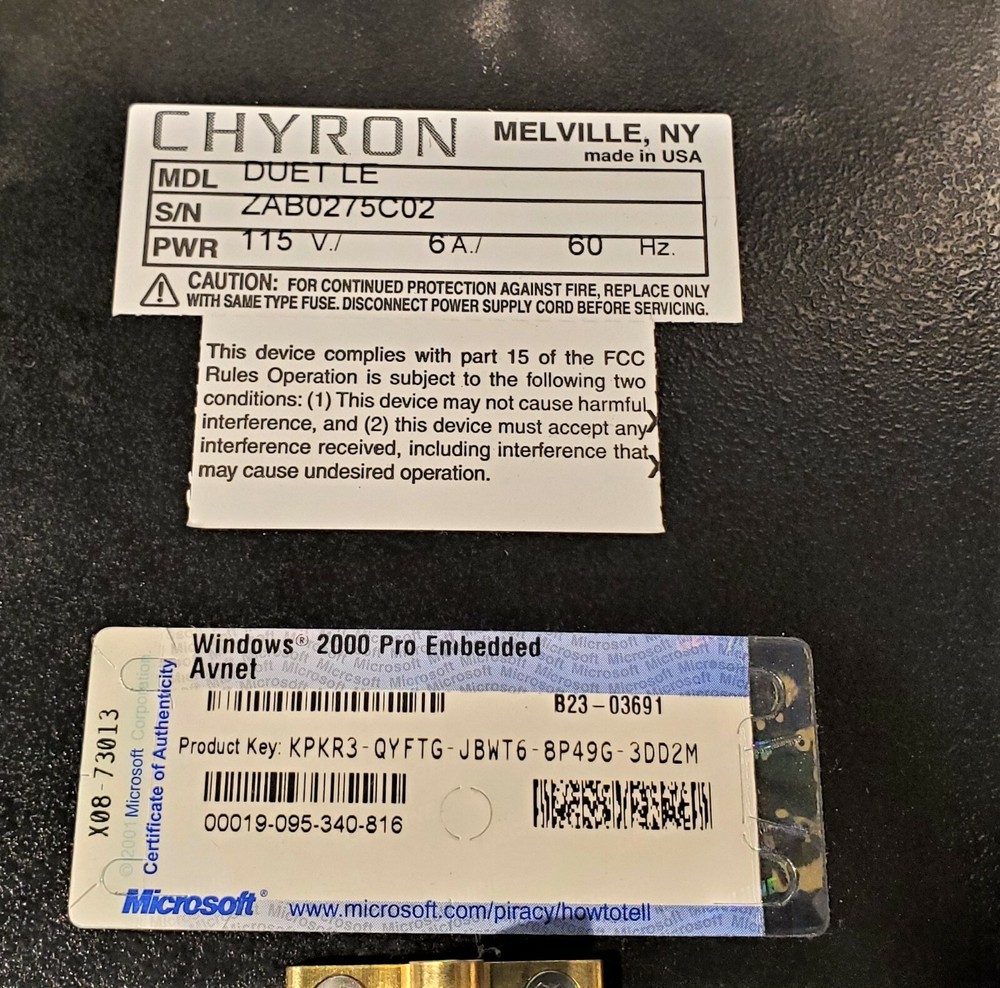 CHYRON MELVILLE, NY
made in USA
MDL DUET LE
S/N ZAB0275C02
PWR 115 V./ 6 A./ 60 Hz.
CAUTION: FOR CONTINUED PROTECTION AGAINST FIRE, REPLACE ONLY
WITH SAME TYPE FUSE. DISCONNECT POWER SUPPLY CORD BEFORE SERVICING.
This device complies with part 15 of the FCC
Rules Operation is subject to the following two
conditions: (1) This device may not cause harmful
interference, and (2) this device must accept any
interference received, including interference that
may cause undesired operation.
Windows® 2000 Pro Embedded
Avnet
B23-03691
Product Key: KPKR3-QYFTG-JBWT6-8P49G-3DD2M
00019-095-340-816
X08-73013
© 2001 Microsoft Corporation.
Certificate of Authenticity
Microsoft®
www.microsoft.com/piracy/howtotell